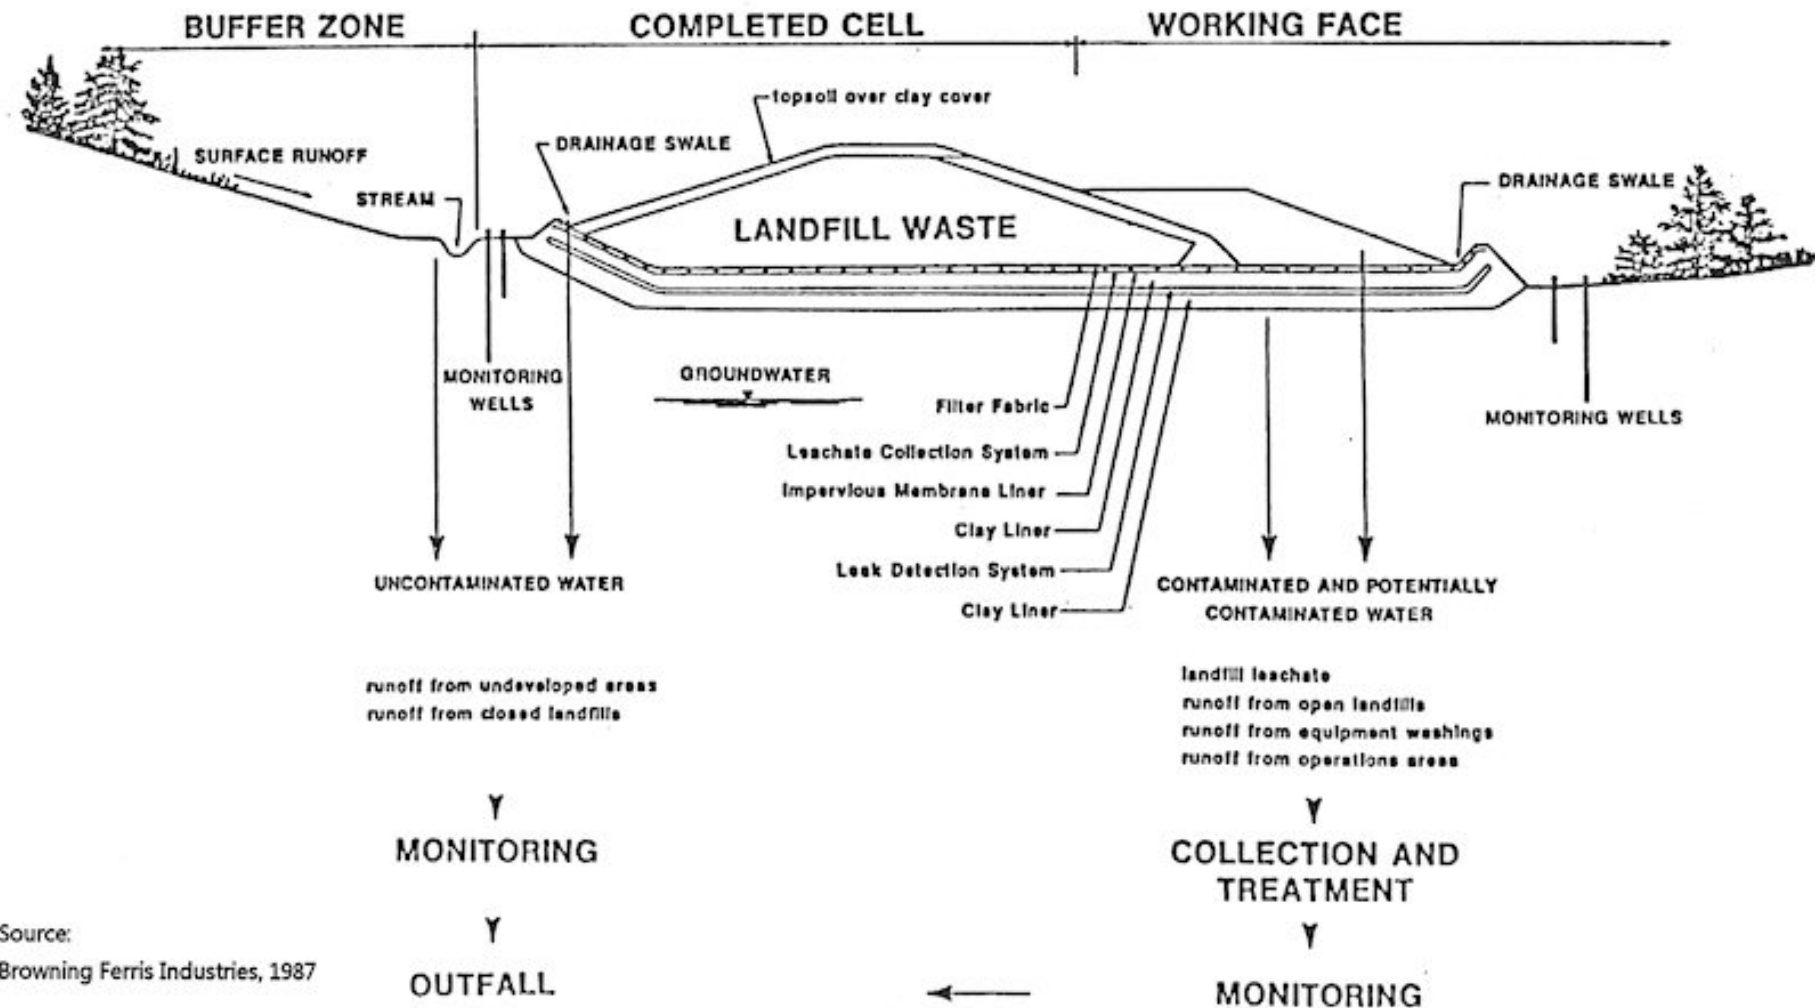 BUFFER ZONE
COMPLETED CELL
WORKING FACE
topsoil over clay cover
DRAINAGE SWALE
SURFACE RUNOFF
STREAM
DRAINAGE SWALE
LANDFILL WASTE
MONITORING
WELLS
GROUNDWATER
Filter Fabric
Leachate Collection System
Impervious Membrane Liner
Clay Liner
Leak Detection System
Clay Liner
MONITORING WELLS
UNCONTAMINATED WATER
CONTAMINATED AND POTENTIALLY
CONTAMINATED WATER
runoff from undeveloped areas
runoff from closed landfills
landfill leachate
runoff from open landfills
runoff from equipment washings
runoff from operations areas
MONITORING
COLLECTION AND
TREATMENT
Source:
Browning Ferris Industries, 1987
OUTFALL
MONITORING